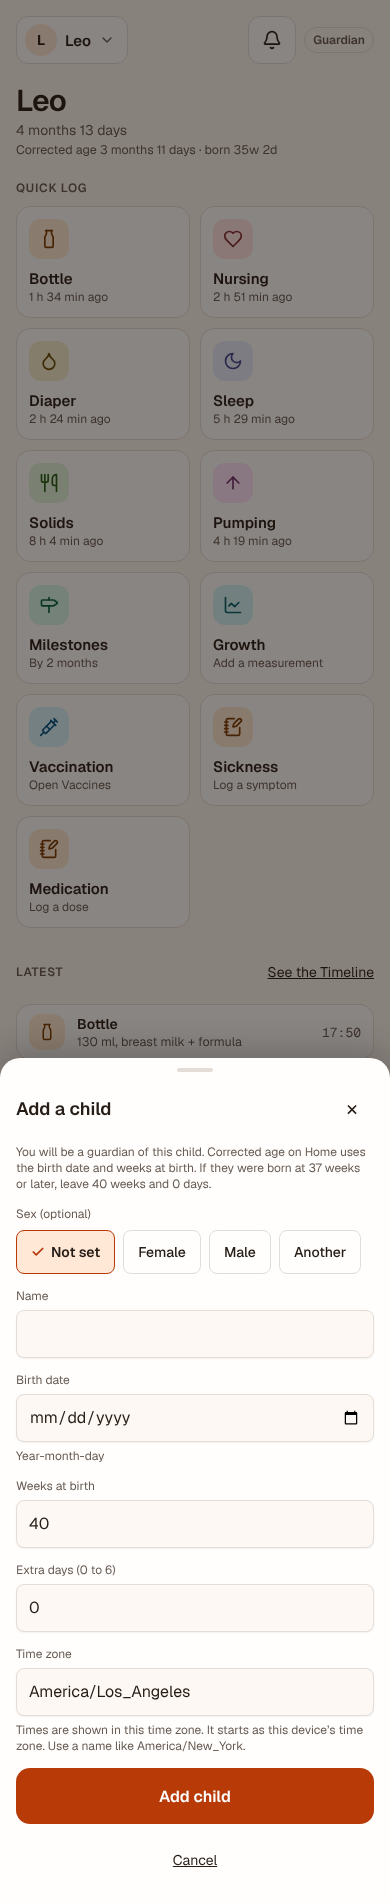 L Leo
Guardian
Leo
4 months 13 days
Corrected age 3 months 11 days · born 35w 2d
QUICK LOG
Bottle
1 h 34 min ago
Nursing
2 h 51 min ago
Diaper
2 h 24 min ago
Sleep
5 h 29 min ago
Solids
8 h 4 min ago
Pumping
4 h 19 min ago
Milestones
By 2 months
Growth
Add a measurement
Vaccination
Open Vaccines
Sickness
Log a symptom
Medication
Log a dose
LATEST
See the Timeline
Bottle
130 ml, breast milk + formula
17:50
Add a child
You will be a guardian of this child. Corrected age on Home uses
the birth date and weeks at birth. If they were born at 37 weeks
or later, leave 40 weeks and 0 days.
Sex (optional)
Not set
Female
Male
Another
Name
Birth date
mm/dd/yyyy
Year-month-day
Weeks at birth
40
Extra days (0 to 6)
0
Time zone
America/Los_Angeles
Times are shown in this time zone. It starts as this device's time
zone. Use a name like America/New_York.
Add child
Cancel